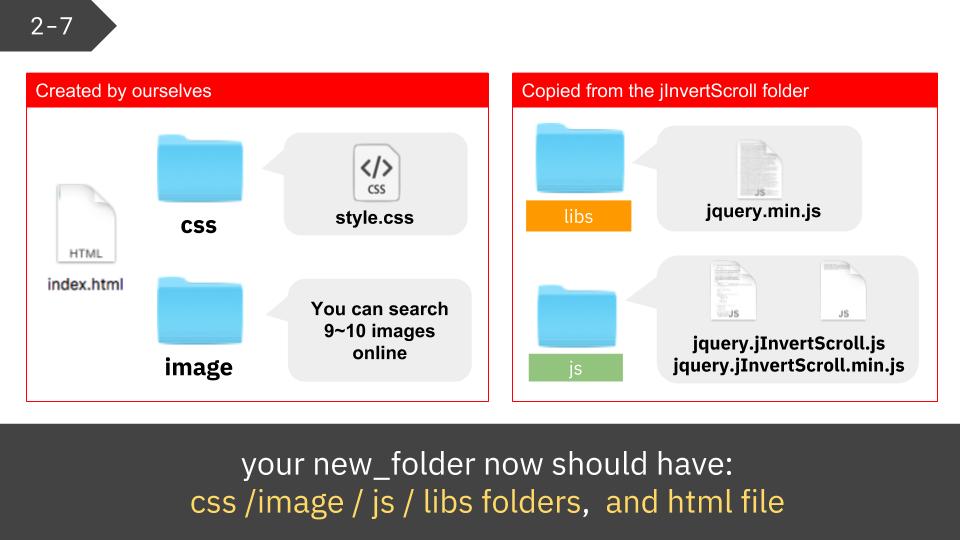 2-7
Created by ourselves
HTML
index.html
css
CSS
style.css
image
You can search
9~10 images
online
Copied from the jInvertScroll folder
libs
JS
jquery.min.js
js
JS
JS
jquery.jInvertScroll.js
jquery.jInvertScroll.min.js
your new_folder now should have:
css /image / js / libs folders, and html file